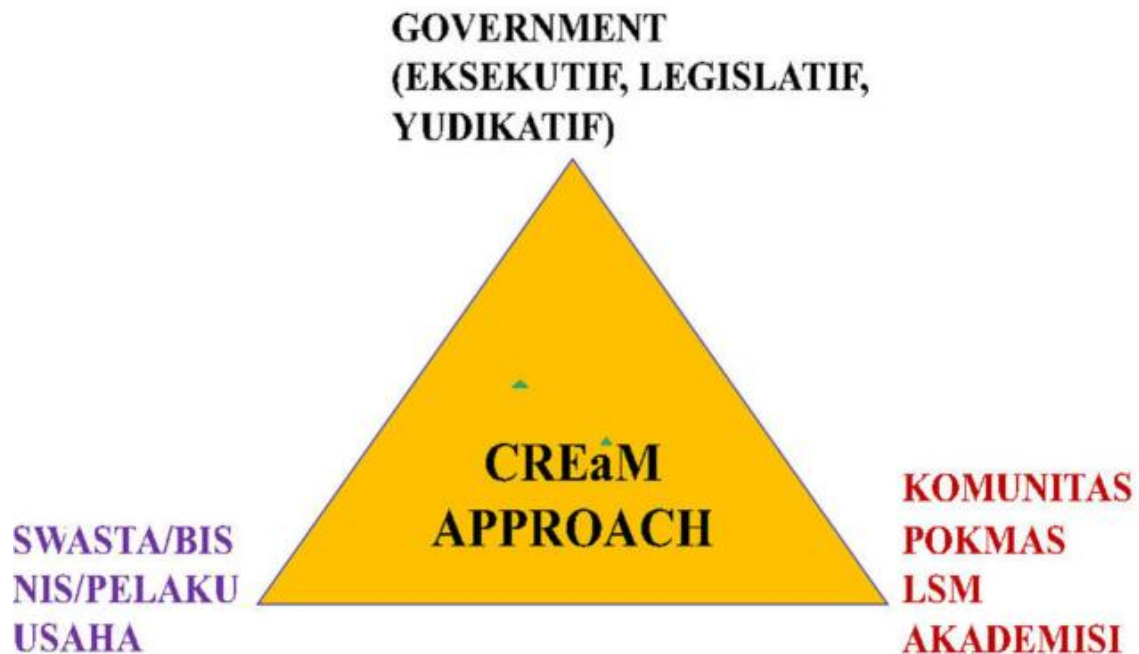 GOVERNMENT
(EKSEKUTIF, LEGISLATIF,
YUDIKATIF)
CREaM
APPROACH
SWASTA/BIS
NIS/PELAKU
USAHA
KOMUNITAS
POKMAS
LSM
AKADEMISI